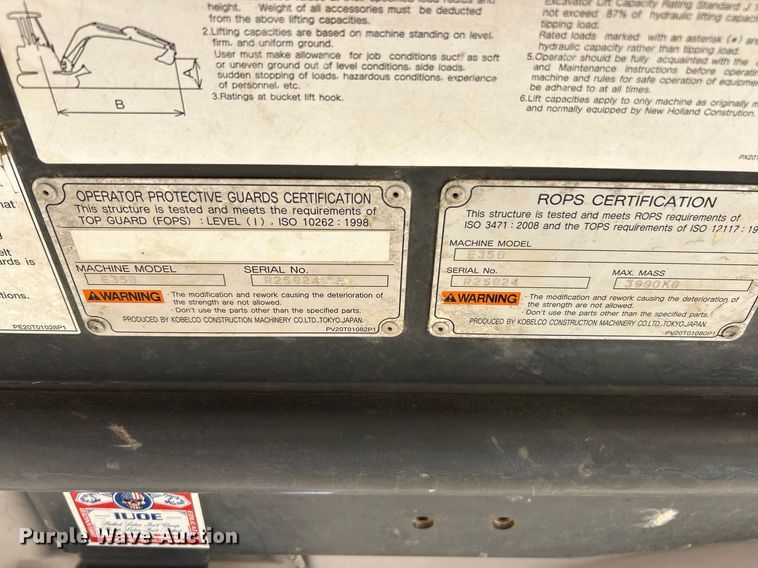 height. Weight of all accessories must be deducted
from the above lifting capacities.
2.Lifting capacities are based on machine standing on level,
firm, and uniform ground.
User must make allowance for job conditions such as soft
or uneven ground out of level conditions, side loads,
sudden stopping of loads, hazardous conditions, experience
of personnel, etc.
3.Ratings at bucket lift hook.
A
B
Excavator Lift Capacity Rating Standard J
not exceed 87% of hydraulic lifting
tipping load.
Rated loads marked with an asterisk (*) are
hydraulic capacity rather than tipping load.
5.Operator should be fully acquainted with the
and Maintenance Instructions before
machine and rules for safe operation of
be adhered to at all times.
6.Lift capacities apply to only machine as originally
and normally equipped by New Holland Constrution.
that
elt
ards is
tions.
PE20T01028P1
OPERATOR PROTECTIVE GUARDS CERTIFICATION
This structure is tested and meets the requirements of
TOP GUARD (FOPS) : LEVEL (I) , ISO 10262 : 1998.
MACHINE MODEL SERIAL No.
E35B R25824
WARNING
· The modification and rework causing the deterioration of
the strength are not allowed.
· Don't use the parts other than the specified parts.
PRODUCED BY KOBELCO CONSTRUCTION MACHINERY CO.LTD.,TOKYO.JAPAN.
PV20T01082P1
ROPS CERTIFICATION
This structure is tested and meets ROPS requirements of
ISO 3471 : 2008 and the TOPS requirements of ISO 12117 :
MACHINE MODEL
E35B
SERIAL No. MAX. MASS
R25824 3990KG
WARNING
· The modification and rework causing the deterioration of
the strength are not allowed.
· Don't use the parts other than the specified parts.
PRODUCED BY KOBELCO CONSTRUCTION MACHINERY CO.LTD.,TOKYO.JAPAN.
PV20T01080P1
IUOE
Purple Wave Auction